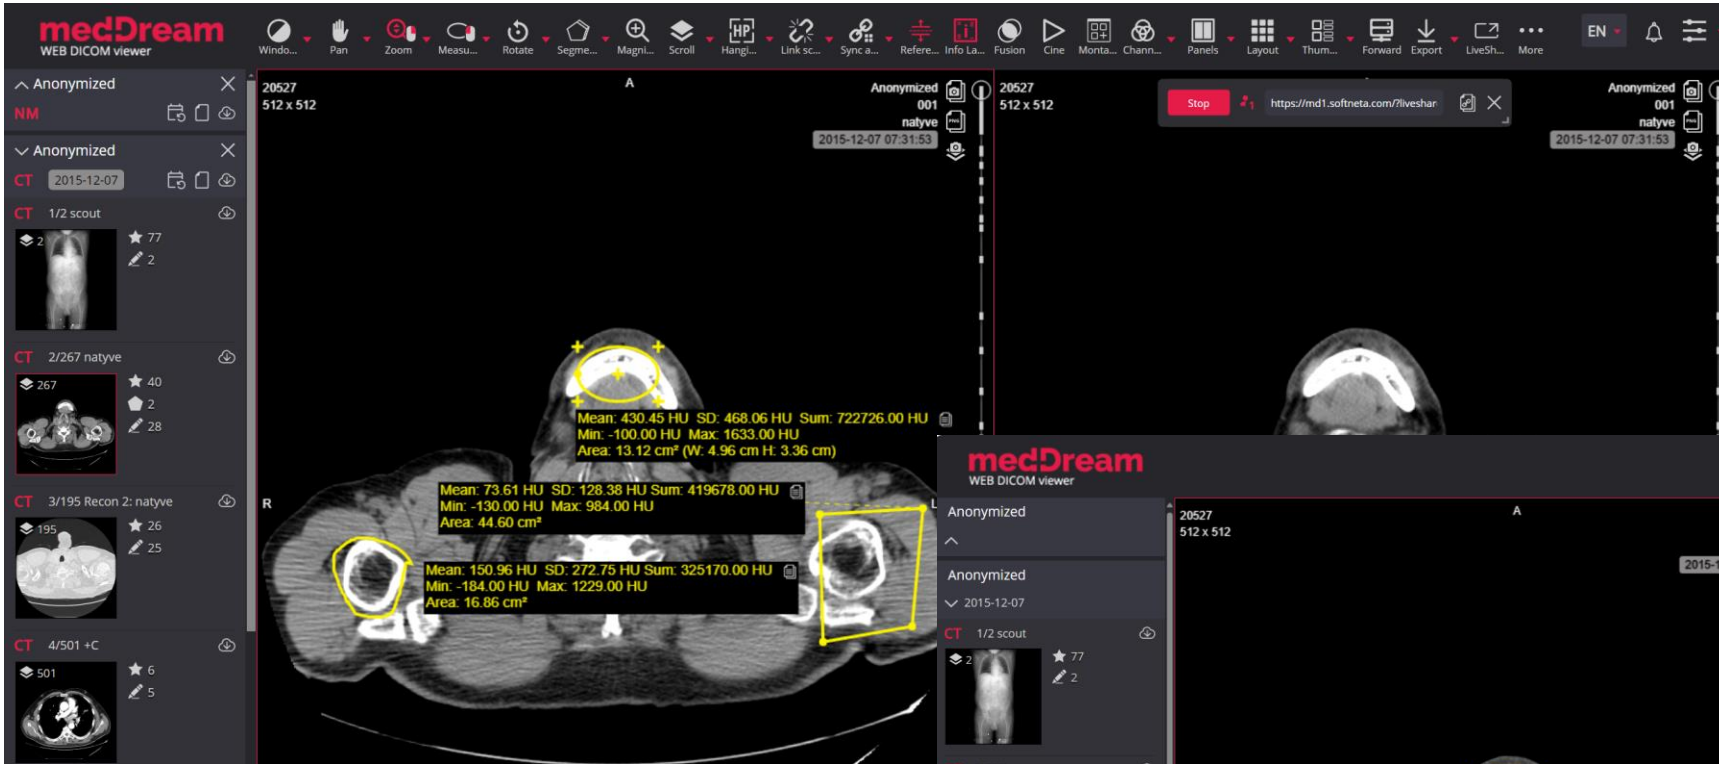 medDream
WEB DICOM viewer
Windo...
Pan
Zoom
Measu...
Rotate
Segme...
Magni...
Scroll
HP
Hangi...
Link sc...
Sync a...
Refere...
Info La...
Fusion
Cine
Monta...
Chann...
Panels
Layout
Thum...
Forward
Export
LiveSh...
More
EN
Anonymized
NM
Anonymized
CT 2015-12-07
CT 1/2 scout
2
77
2
CT 2/267 natyve
267
40
2
28
CT 3/195 Recon 2: natyve
195
26
25
CT 4/501 +C
501
6
5
20527
512 x 512
A
Anonymized
001
natyve
2015-12-07 07:31:53
R
L
Mean: 430.45 HU SD: 468.06 HU Sum: 722726.00 HU
Min: -100.00 HU Max: 1633.00 HU
Area: 13.12 cm² (W: 4.96 cm H: 3.36 cm)
Mean: 73.61 HU SD: 128.38 HU Sum: 419678.00 HU
Min: -130.00 HU Max: 984.00 HU
Area: 44.60 cm²
Mean: 150.96 HU SD: 272.75 HU Sum: 325170.00 HU
Min: -184.00 HU Max: 1229.00 HU
Area: 16.86 cm²
20527
512 x 512
Stop
1
https://md1.softneta.com/?liveshar
Anonymized
001
natyve
2015-12-07 07:31:53
medDream
WEB DICOM viewer
Anonymized
Anonymized
2015-12-07
CT 1/2 scout
2
77
2
20527
512 x 512
A
2015-1